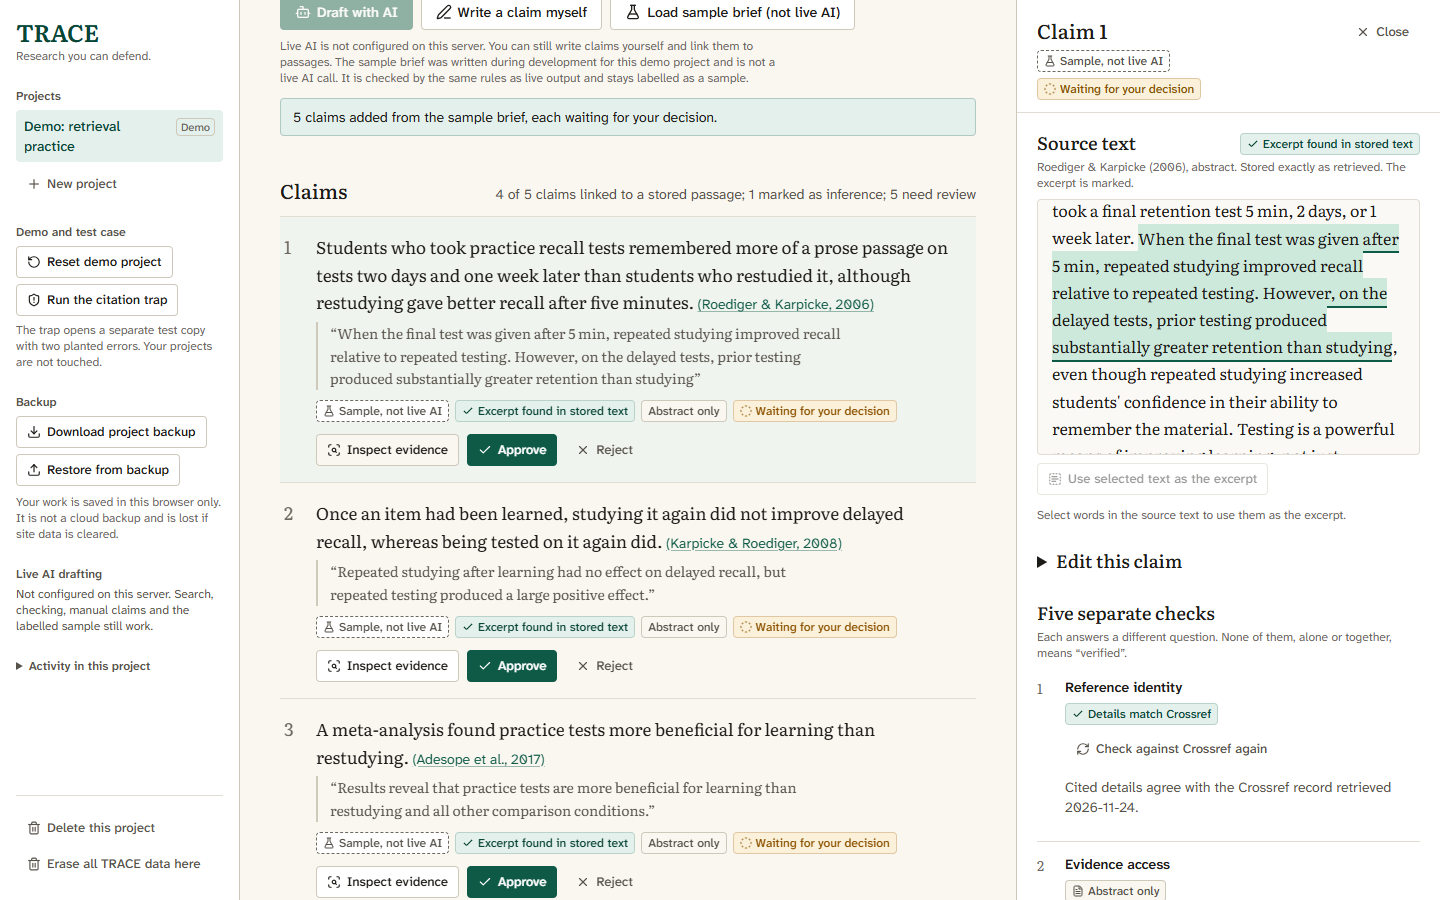 TRACE
Research you can defend.
Projects
Demo: retrieval
practice
Demo
New project
Demo and test case
Reset demo project
Run the citation trap
The trap opens a separate test copy
with two planted errors. Your projects
are not touched.
Backup
Download project backup
Restore from backup
Your work is saved in this browser only.
It is not a cloud backup and is lost if
site data is cleared.
Live AI drafting
Not configured on this server. Search,
checking, manual claims and the
labelled sample still work.
Activity in this project
Delete this project
Erase all TRACE data here
Draft with AI
Write a claim myself
Load sample brief (not live AI)
Live AI is not configured on this server. You can still write claims yourself and link them to
passages. The sample brief was written during development for this demo project and is not a
live AI call. It is checked by the same rules as live output and stays labelled as a sample.
5 claims added from the sample brief, each waiting for your decision.
Claims
4 of 5 claims linked to a stored passage; 1 marked as inference; 5 need review
1
Students who took practice recall tests remembered more of a prose passage on
tests two days and one week later than students who restudied it, although
restudying gave better recall after five minutes. (Roediger & Karpicke, 2006)
“When the final test was given after 5 min, repeated studying improved recall
relative to repeated testing. However, on the delayed tests, prior testing
produced substantially greater retention than studying”
Sample, not live AI
Excerpt found in stored text
Abstract only
Waiting for your decision
Inspect evidence
Approve
Reject
2
Once an item had been learned, studying it again did not improve delayed
recall, whereas being tested on it again did. (Karpicke & Roediger, 2008)
“Repeated studying after learning had no effect on delayed recall, but
repeated testing produced a large positive effect.”
Sample, not live AI
Excerpt found in stored text
Abstract only
Waiting for your decision
Inspect evidence
Approve
Reject
3
A meta-analysis found practice tests more beneficial for learning than
restudying. (Adesope et al., 2017)
“Results reveal that practice tests are more beneficial for learning than
restudying and all other comparison conditions.”
Sample, not live AI
Excerpt found in stored text
Abstract only
Waiting for your decision
Inspect evidence
Approve
Reject
Claim 1
Close
Sample, not live AI
Waiting for your decision
Source text
Excerpt found in stored text
Roediger & Karpicke (2006), abstract. Stored exactly as retrieved. The
excerpt is marked.
took a final retention test 5 min, 2 days, or 1
week later. When the final test was given after
5 min, repeated studying improved recall
relative to repeated testing. However, on the
delayed tests, prior testing produced
substantially greater retention than studying,
even though repeated studying increased
students' confidence in their ability to
remember the material. Testing is a powerful
Use selected text as the excerpt
Select words in the source text to use them as the excerpt.
Edit this claim
Five separate checks
Each answers a different question. None of them, alone or together,
means “verified”.
1
Reference identity
Details match Crossref
Check against Crossref again
Cited details agree with the Crossref record retrieved
2026-11-24.
2
Evidence access
Abstract only